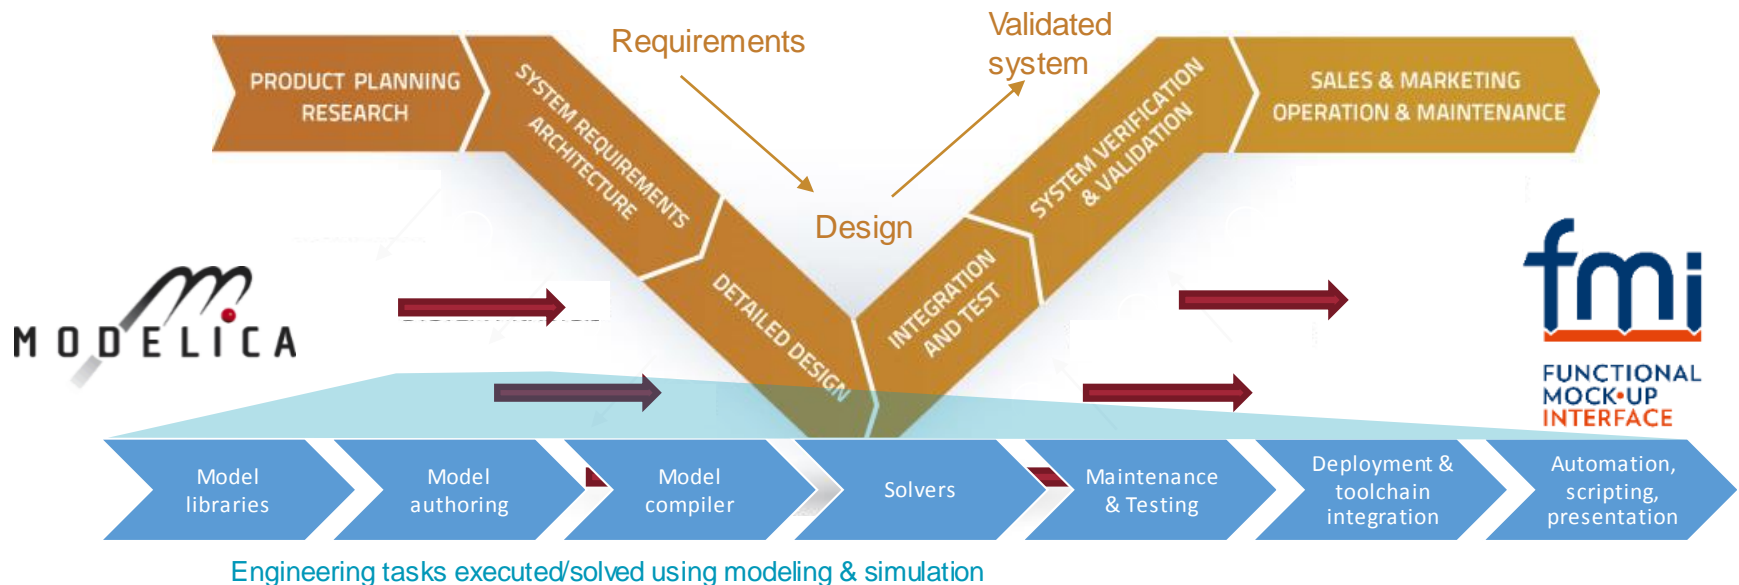 Requirements
Validated
system
PRODUCT PLANNING
RESEARCH
SYSTEM REQUIREMENTS
ARCHITECTURE
SYSTEM VERIFICATION
& VALIDATION
SALES & MARKETING
OPERATION & MAINTENANCE
Design
DETAILED DESIGN
INTEGRATION
AND TEST
MODELICA
fmi
FUNCTIONAL
MOCK•UP
INTERFACE
Model
libraries
Model
authoring
Model
compiler
Solvers
Maintenance
& Testing
Deployment &
toolchain
integration
Automation,
scripting,
presentation
Engineering tasks executed/solved using modeling & simulation